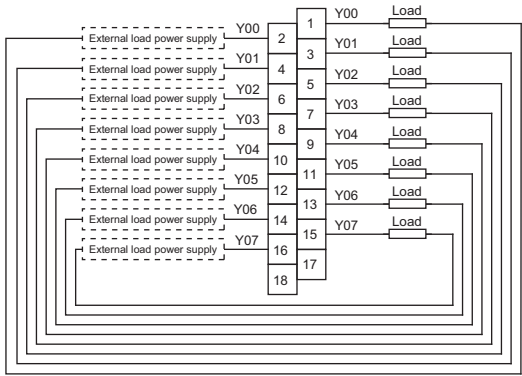 1 Y00 Load
External load power supply Y00 2
3 Y01 Load
External load power supply Y01 4
5 Y02 Load
External load power supply Y02 6
7 Y03 Load
External load power supply Y03 8
9 Y04 Load
External load power supply Y04 10
11 Y05 Load
External load power supply Y05 12
13 Y06 Load
External load power supply Y06 14
15 Y07 Load
External load power supply Y07 16
17
18